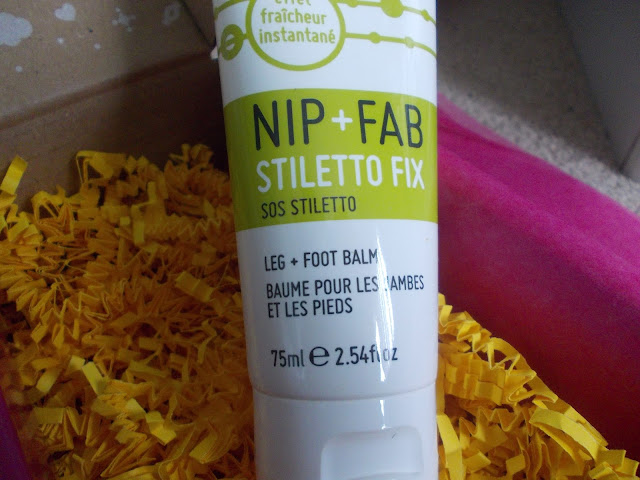 effet
fraîcheur
instantané
NIP+FAB
STILETTO FIX
SOS STILETTO
LEG + FOOT BALM
BAUME POUR LES JAMBES
ET LES PIEDS
75ml e 2.54fl oz